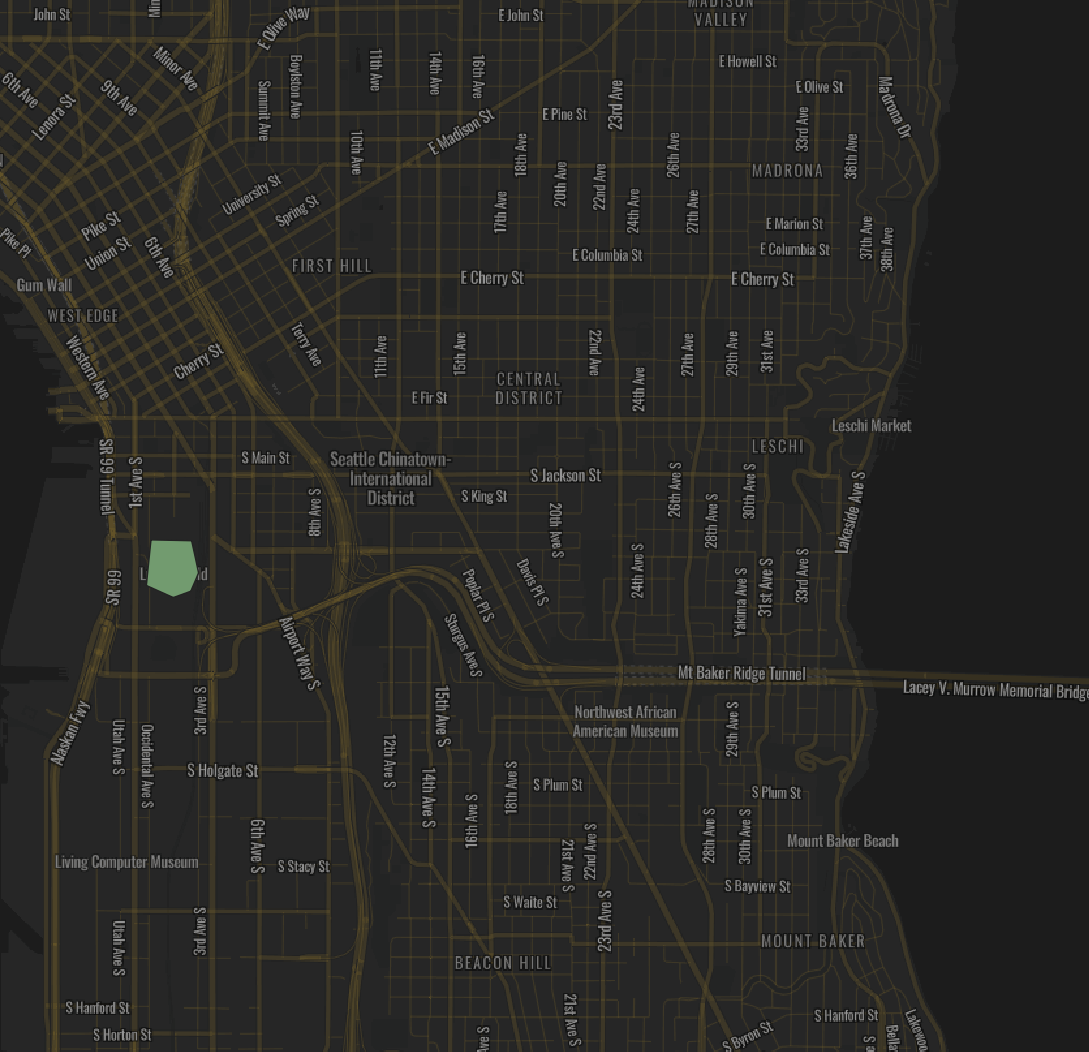 John St
Min
E Olive Way
E John St
MADISON
VALLEY
Minor Ave
6th Ave
9th Ave
Lenora St
Summit Ave
Boylston Ave
11th Ave
14th Ave
16th Ave
E Howell St
E Olive St
Madrona Dr
23rd Ave
E Pine St
E Madison St
10th Ave
18th Ave
26th Ave
33rd Ave
36th Ave
MADRONA
20th Ave
22nd Ave
17th Ave
24th Ave
27th Ave
University St
Spring St
Pike St
Union St
6th Ave
Pike Pl
E Marion St
E Columbia St
E Columbia St
37th Ave
38th Ave
FIRST HILL
E Cherry St
E Cherry St
Gum Wall
WEST EDGE
Western Ave
Cherry St
Terry Ave
11th Ave
15th Ave
22nd Ave
24th Ave
27th Ave
29th Ave
31st Ave
CENTRAL
DISTRICT
E Fir St
Leschi Market
LESCHI
SR 99 Tunnel
1st Ave S
S Main St
Seattle Chinatown-
International
District
S Jackson St
S King St
8th Ave S
20th Ave S
26th Ave S
28th Ave S
30th Ave S
Lakeside Ave S
L
ld
SR 99
24th Ave S
Yakima Ave S
31st Ave S
33rd Ave S
Poplar Pl S
Davis Pl S
Sturgus Ave S
Airport Way S
Mt Baker Ridge Tunnel
Lacey V. Murrow Memorial Bridge
Northwest African
American Museum
Alaskan Fwy
Utah Ave S
Occidental Ave S
3rd Ave S
15th Ave S
12th Ave S
14th Ave S
29th Ave S
S Holgate St
18th Ave S
S Plum St
S Plum St
16th Ave S
28th Ave S
30th Ave S
Mount Baker Beach
Living Computer Museum
6th Ave S
S Stacy St
21st Ave S
22nd Ave S
S Bayview St
S Waite St
23rd Ave S
Utah Ave S
3rd Ave S
BEACON HILL
MOUNT BAKER
S Hanford St
S Horton St
21st Ave S
Ave S
S Byron St
S Hanford St
e S
Bella
Lakewoo